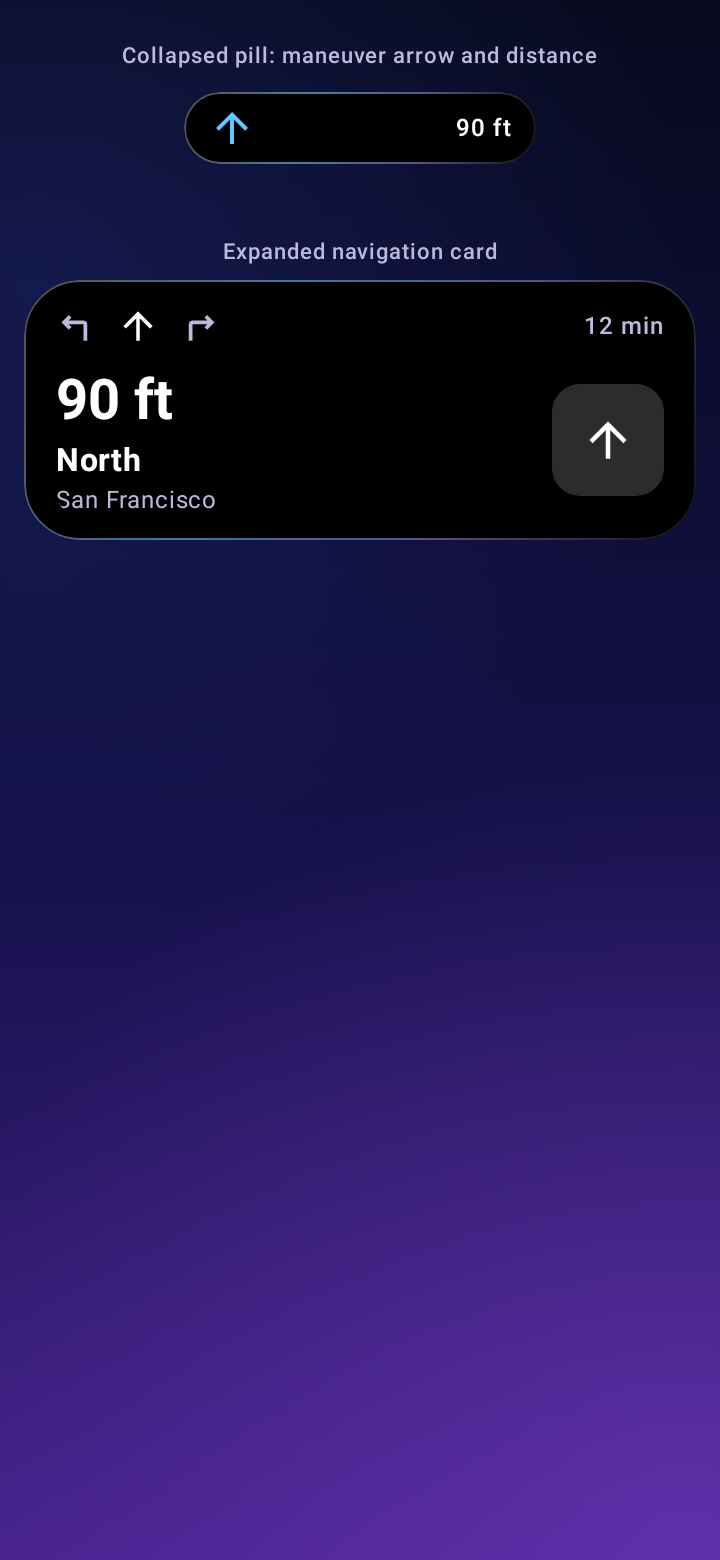 Collapsed pill: maneuver arrow and distance
90 ft
Expanded navigation card
12 min
90 ft
North
San Francisco